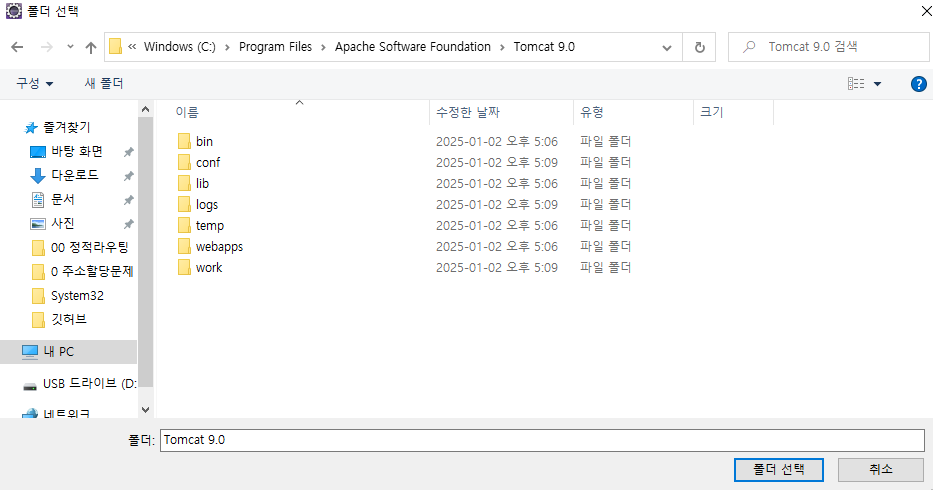 폴더 선택
« Windows (C:) › Program Files › Apache Software Foundation › Tomcat 9.0
Tomcat 9.0 검색
구성
새 폴더
이름 수정한 날짜 유형 크기
즐겨찾기
바탕 화면
다운로드
문서
사진
00 정적라우팅
0 주소할당문제
System32
깃허브
내 PC
USB 드라이브 (D:
네트워크
bin 2025-01-02 오후 5:06 파일 폴더
conf 2025-01-02 오후 5:09 파일 폴더
lib 2025-01-02 오후 5:06 파일 폴더
logs 2025-01-02 오후 5:09 파일 폴더
temp 2025-01-02 오후 5:06 파일 폴더
webapps 2025-01-02 오후 5:06 파일 폴더
work 2025-01-02 오후 5:09 파일 폴더
폴더: Tomcat 9.0
폴더 선택 취소